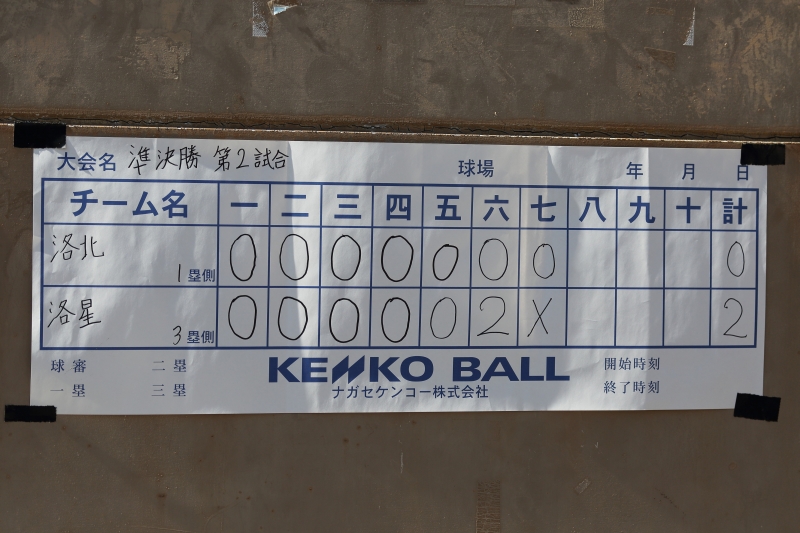 大会名 準決勝 第2試合 球場 年 月 日
チーム名 一 二 三 四 五 六 七 八 九 十 計
洛北 1塁側 0 0 0 0 0 0 0 0
洛星 3塁側 0 0 0 0 0 2 X 2
球審 二塁 KENKO BALL 開始時刻
一塁 三塁 ナガセケンコー株式会社 終了時刻